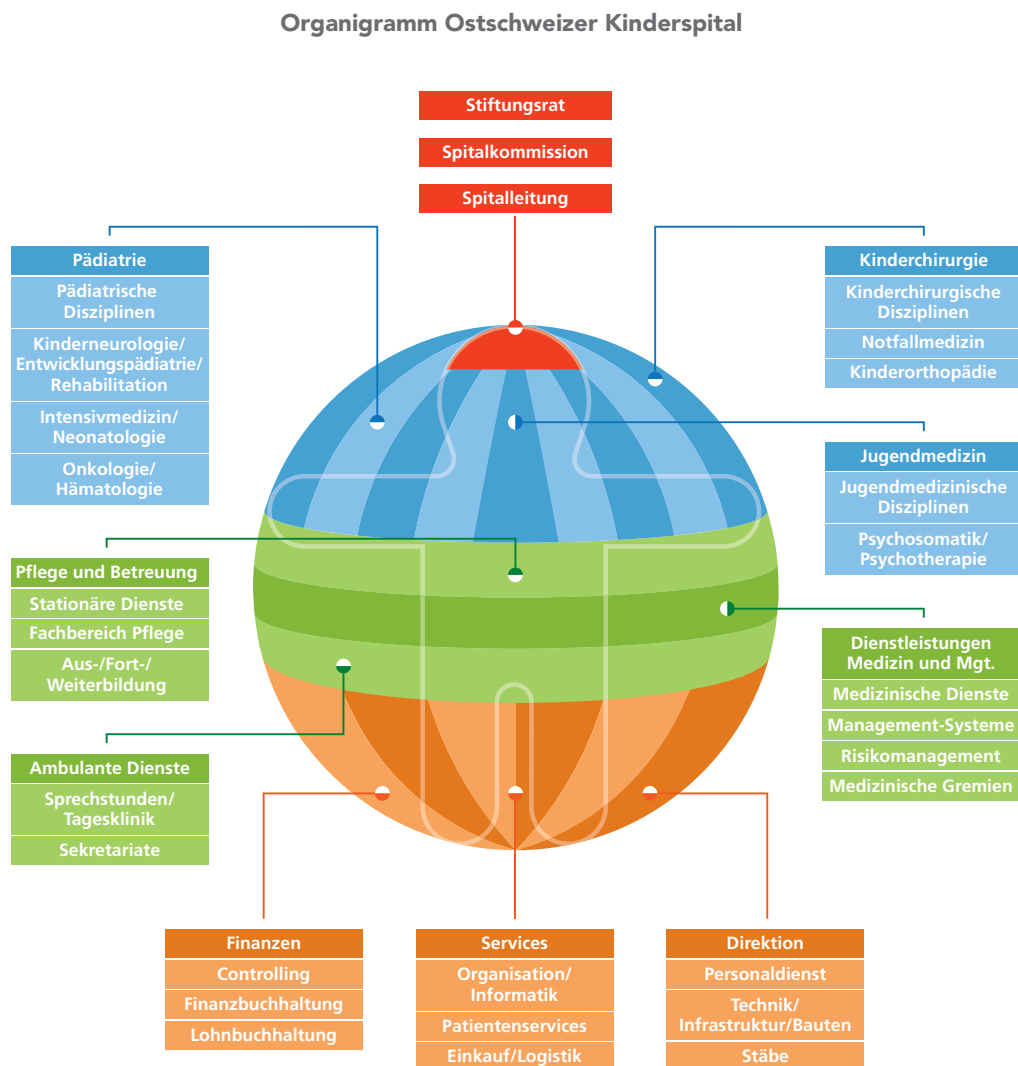 Organigramm Ostschweizer Kinderspital
Stiftungsrat
Spitalkommission
Spitalleitung
Pädiatrie
Pädiatrische
Disziplinen
Kinderneurologie/
Entwicklungspädiatrie/
Rehabilitation
Intensivmedizin/
Neonatologie
Onkologie/
Hämatologie
Kinderchirurgie
Kinderchirurgische
Disziplinen
Notfallmedizin
Kinderorthopädie
Jugendmedizin
Jugendmedizinische
Disziplinen
Psychosomatik/
Psychotherapie
Pflege und Betreuung
Stationäre Dienste
Fachbereich Pflege
Aus-/Fort-/
Weiterbildung
Dienstleistungen
Medizin und Mgt.
Medizinische Dienste
Management-Systeme
Risikomanagement
Medizinische Gremien
Ambulante Dienste
Sprechstunden/
Tagesklinik
Sekretariate
Finanzen
Controlling
Finanzbuchhaltung
Lohnbuchhaltung
Services
Organisation/
Informatik
Patientenservices
Einkauf/Logistik
Direktion
Personaldienst
Technik/
Infrastruktur/Bauten
Stäbe